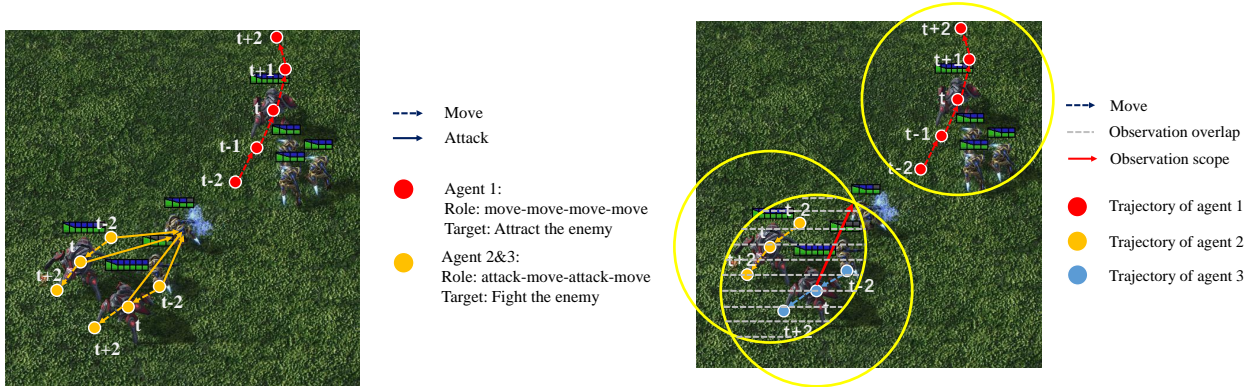 t+2
t+1
t
t-1
t-2
t-2
t
t+2
t-2
t
t+2
Move
Attack
Agent 1:
Role: move-move-move-move
Target: Attract the enemy
Agent 2&3:
Role: attack-move-attack-move
Target: Fight the enemy
t+2
t+1
t
t-1
t-2
t-2
t
t+2
t-2
t
t+2
Move
Observation overlap
Observation scope
Trajectory of agent 1
Trajectory of agent 2
Trajectory of agent 3